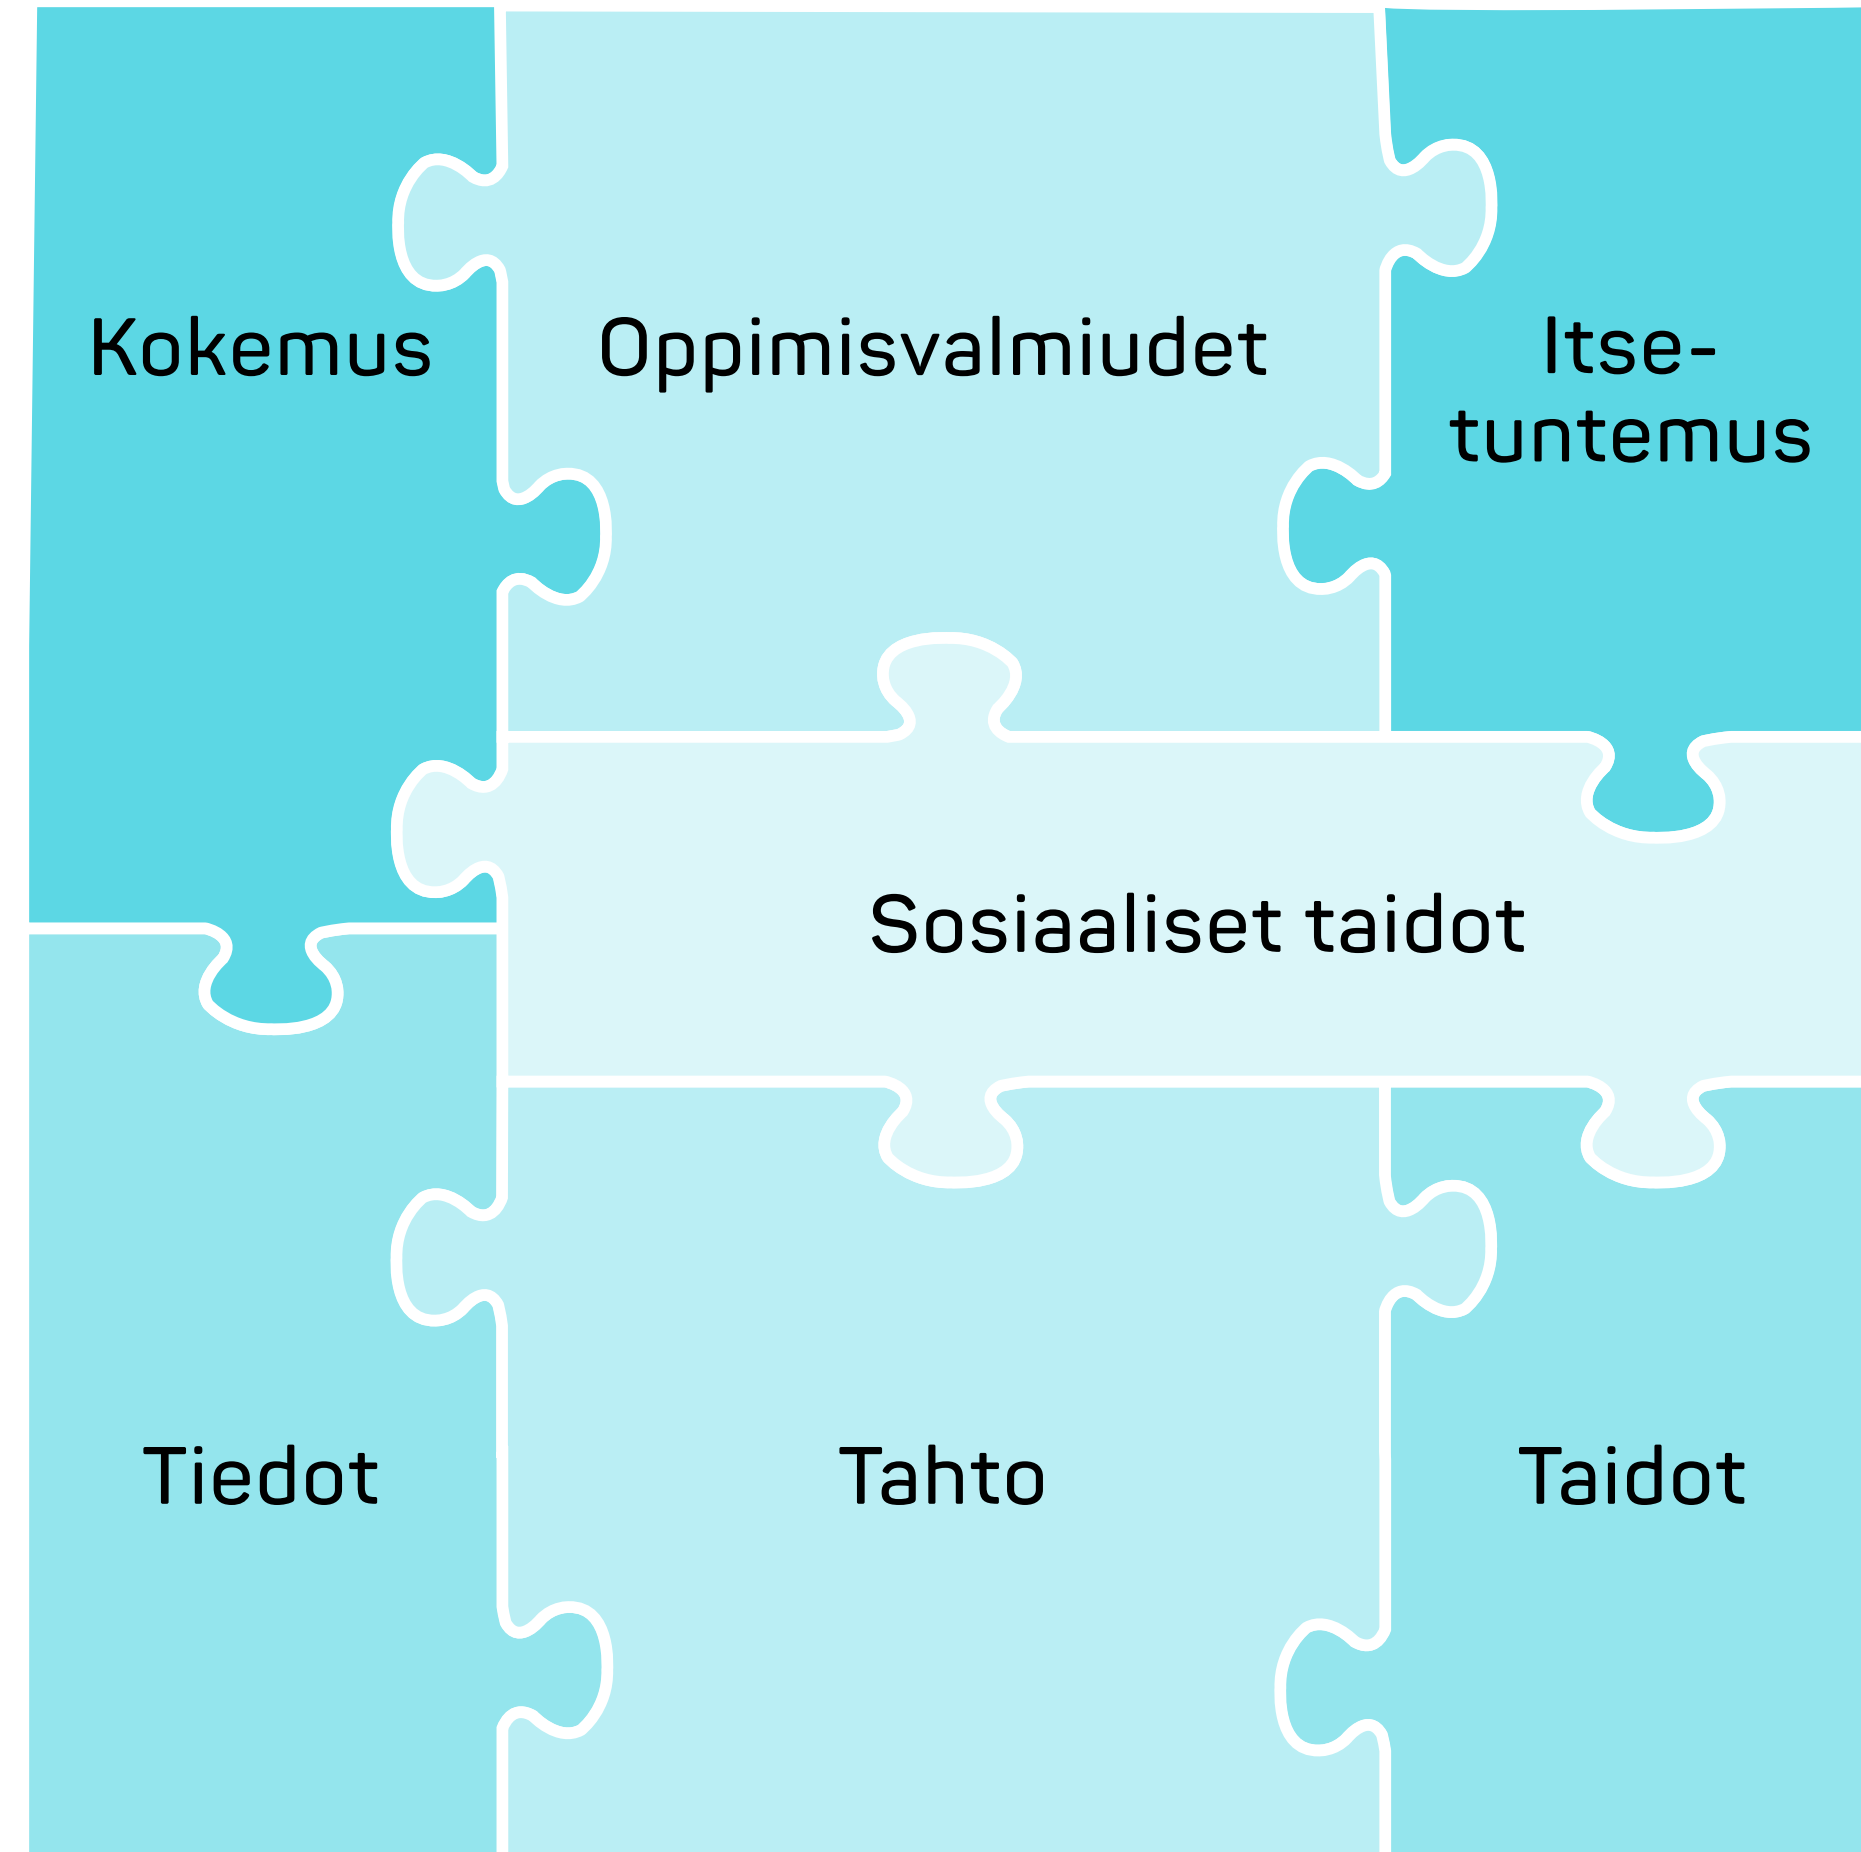 Kokemus
Oppimisvalmiudet
Itse-
tuntemus
Sosiaaliset taidot
Tiedot
Tahto
Taidot